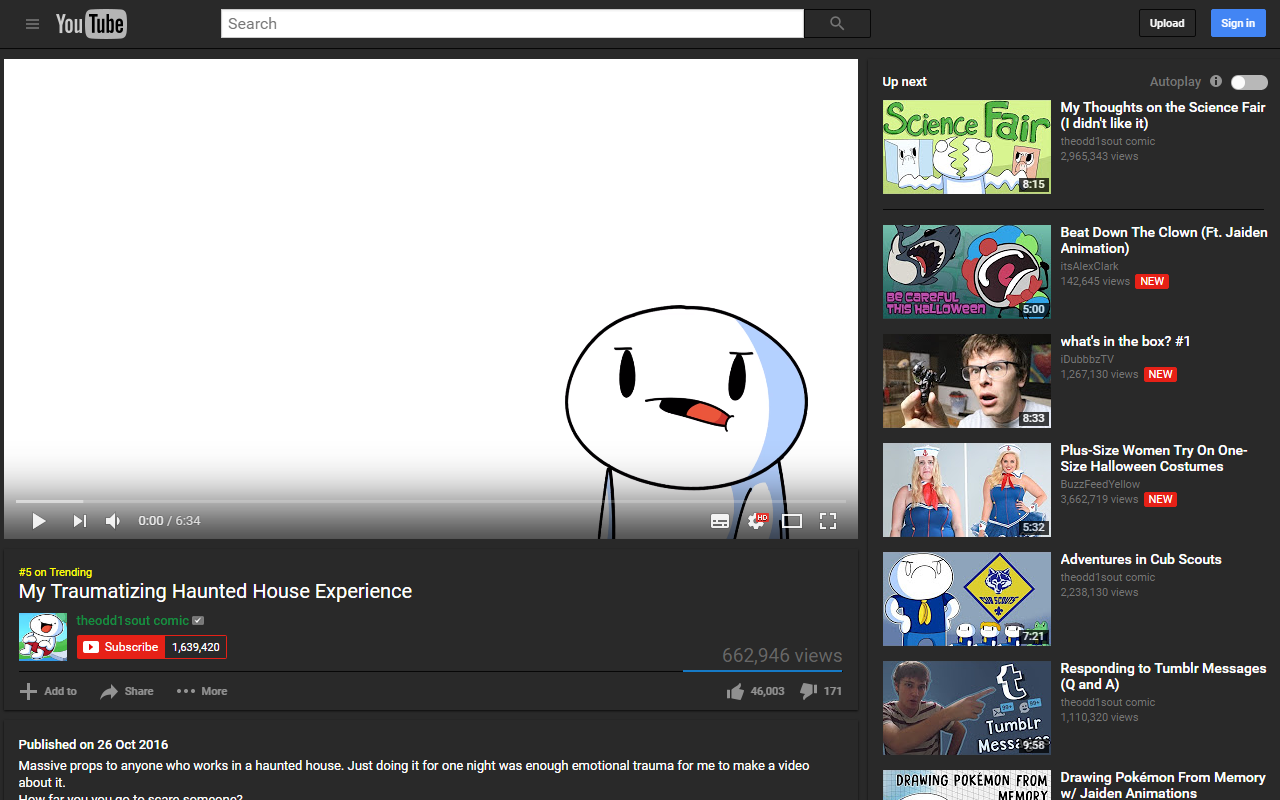 YouTube
Search
Upload
Sign in
0:00 / 6:34
HD
#5 on Trending
My Traumatizing Haunted House Experience
theodd1sout comic
Subscribe
1,639,420
662,946 views
Add to
Share
More
46,003
171
Published on 26 Oct 2016
Massive props to anyone who works in a haunted house. Just doing it for one night was enough emotional trauma for me to make a video
about it.
How far you you go to scare someone?
Up next
Autoplay
Science Fair
8:15
My Thoughts on the Science Fair
(I didn't like it)
theodd1sout comic
2,965,343 views
BE CAREFUL
THIS HALLOWEEN
5:00
Beat Down The Clown (Ft. Jaiden
Animation)
itsAlexClark
142,645 views NEW
8:33
what's in the box? #1
iDubbbzTV
1,267,130 views NEW
5:32
Plus-Size Women Try On One-
Size Halloween Costumes
BuzzFeedYellow
3,662,719 views NEW
CUB SCOUTS
7:21
Adventures in Cub Scouts
theodd1sout comic
2,238,130 views
t
99+
99+
Tumblr
Messages
9:58
Responding to Tumblr Messages
(Q and A)
theodd1sout comic
1,110,320 views
DRAWING POKÉMON FROM
MEMORY
Drawing Pokémon From Memory
w/ Jaiden Animations